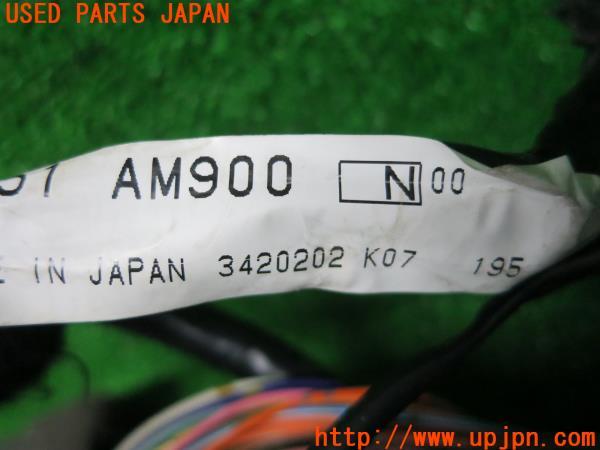 USED PARTS JAPAN
AM900 N 00
IN JAPAN 3420202 K07 195
http://www.upjpn.com